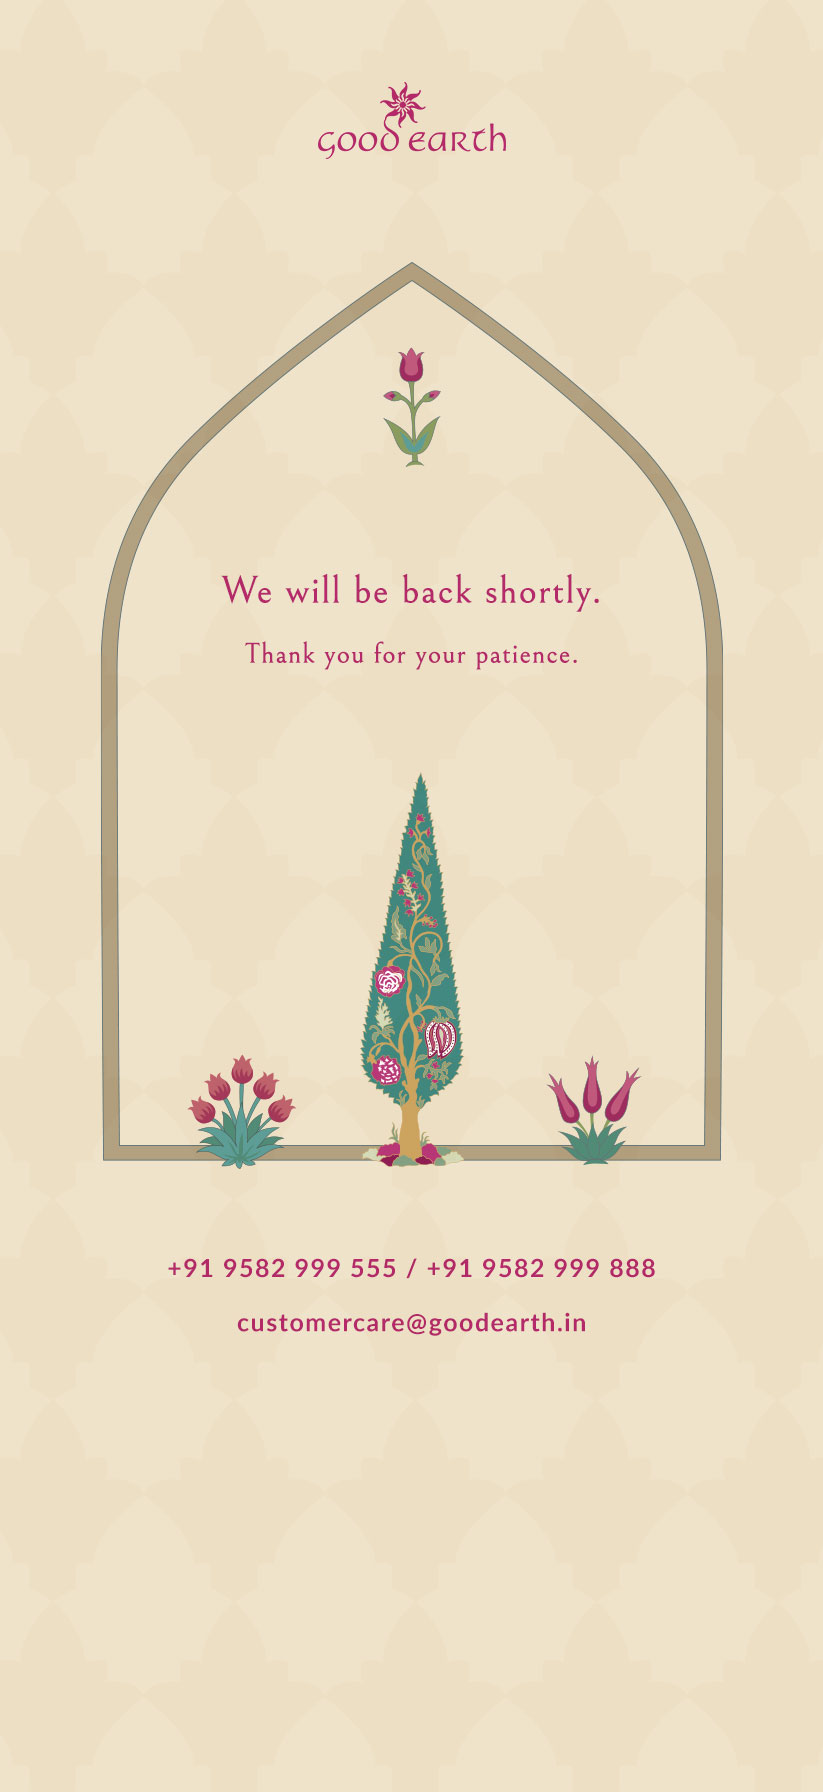 good earth
We will be back shortly.
Thank you for your patience.
+91 9582 999 555 / +91 9582 999 888
customercare@goodearth.in